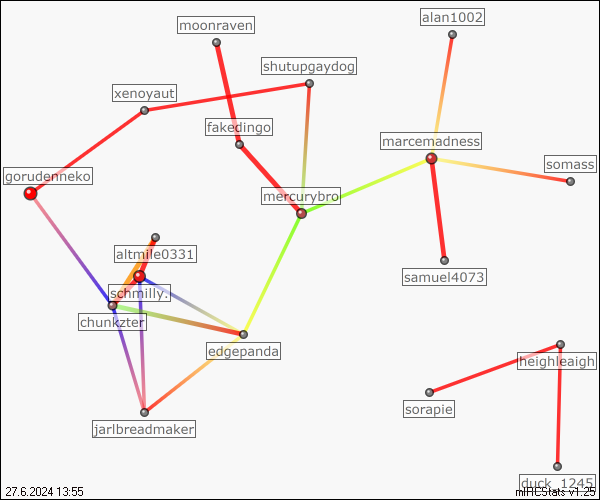 alan1002
moonraven
shutupgaydog
xenoyaut
fakedingo
marcemadness
somass
gorudenneko
mercurybro
altmile0331
samuel4073
schmilly.
chunkzter
edgepanda
heighleaigh
sorapie
jarlbreadmaker
duck_1245
27.6.2024 13:55
mIRCStats v1.25